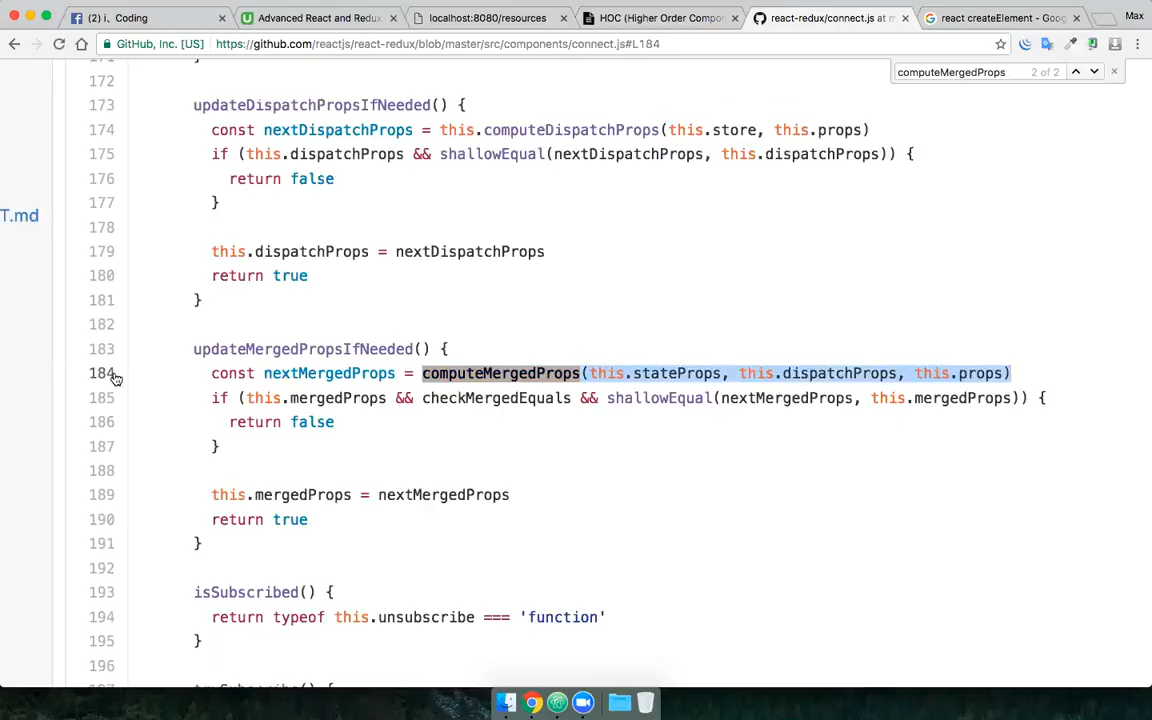 (2) i、Coding
Advanced React and Redux
localhost:8080/resources
HOC (Higher Order Compon
react-redux/connect.js at m
react createElement - Goog
Max
GitHub, Inc. [US]
https://github.com/reactjs/react-redux/blob/master/src/components/connect.js#L184
computeMergedProps 2 of 2
T.md
171 }
172
173 updateDispatchPropsIfNeeded() {
174 const nextDispatchProps = this.computeDispatchProps(this.store, this.props)
175 if (this.dispatchProps && shallowEqual(nextDispatchProps, this.dispatchProps)) {
176 return false
177 }
178
179 this.dispatchProps = nextDispatchProps
180 return true
181 }
182
183 updateMergedPropsIfNeeded() {
184 const nextMergedProps = computeMergedProps(this.stateProps, this.dispatchProps, this.props)
185 if (this.mergedProps && checkMergedEquals && shallowEqual(nextMergedProps, this.mergedProps)) {
186 return false
187 }
188
189 this.mergedProps = nextMergedProps
190 return true
191 }
192
193 isSubscribed() {
194 return typeof this.unsubscribe === 'function'
195 }
196